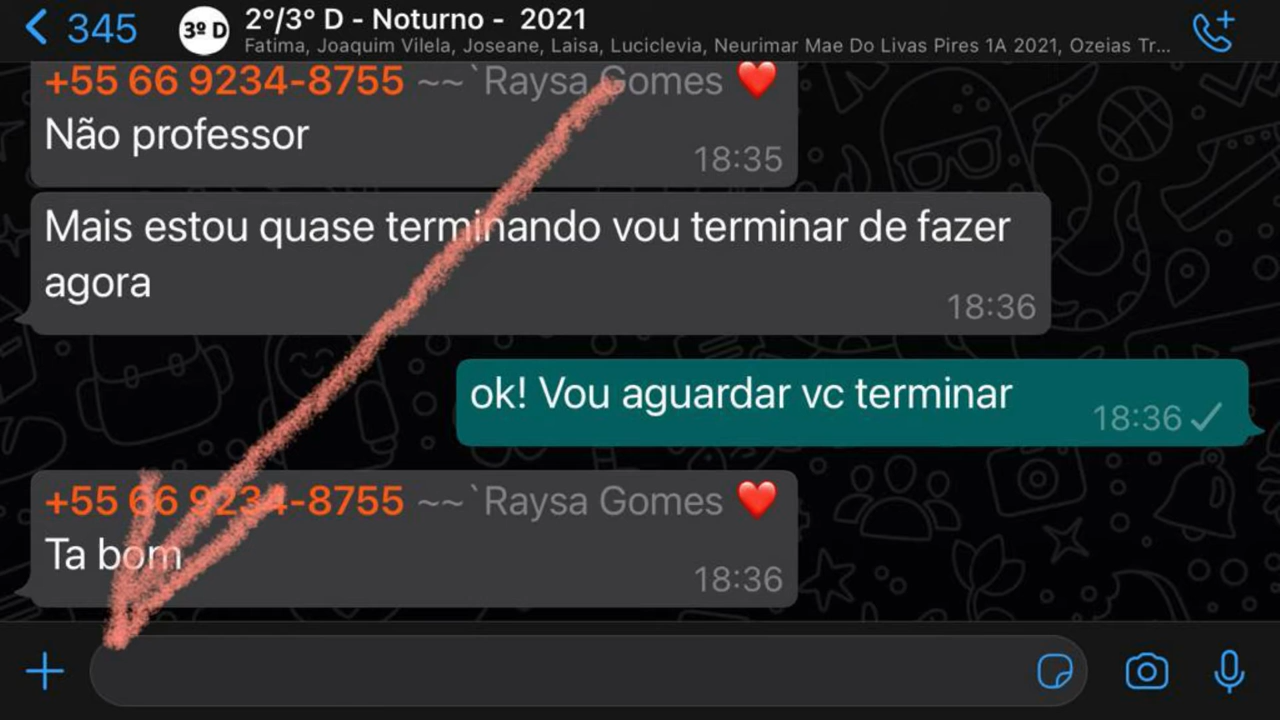 345
3º D
2°/3° D - Noturno - 2021
Fatima, Joaquim Vilela, Joseane, Laisa, Luciclevia, Neurimar Mae Do Livas Pires 1A 2021, Ozeias Tr...
+55 66 9234-8755 ~~`Raysa Gomes ❤️
Não professor
18:35
Mais estou quase terminando vou terminar de fazer
agora
18:36
ok! Vou aguardar vc terminar
18:36
+55 66 9234-8755 ~~`Raysa Gomes ❤️
Ta bom
18:36